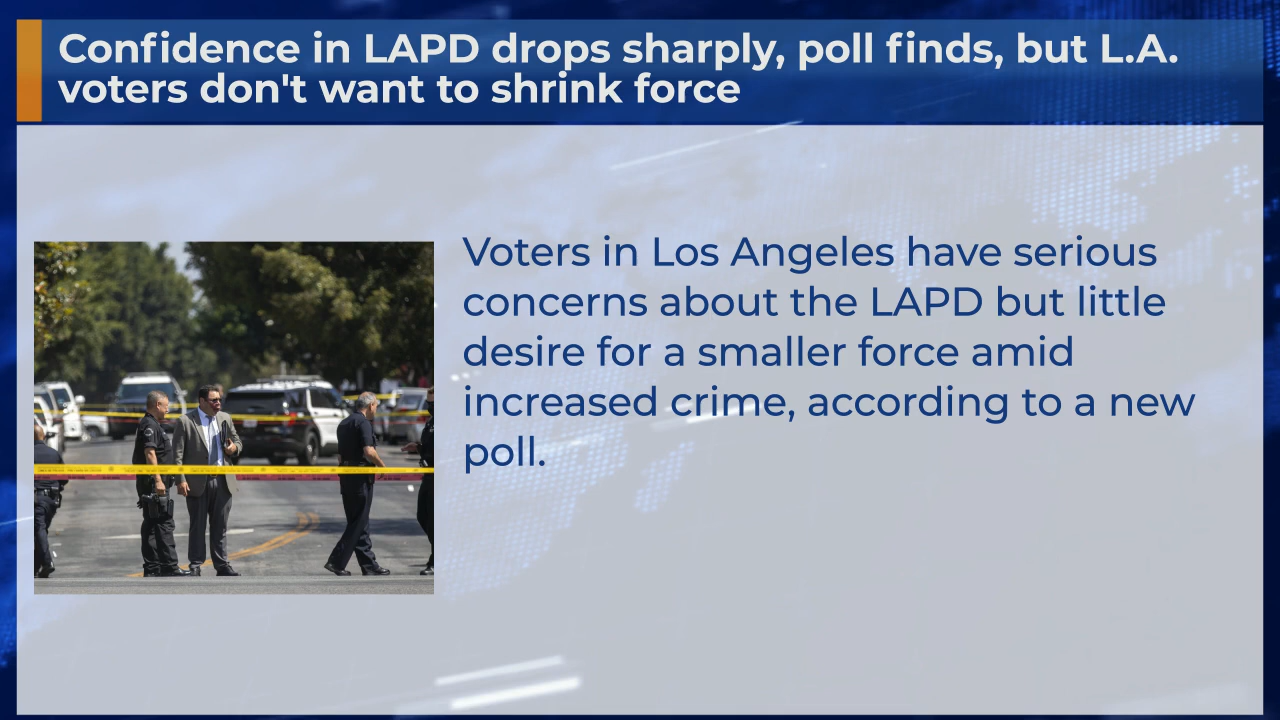 Confidence in LAPD drops sharply, poll finds, but L.A.
voters don't want to shrink force
Voters in Los Angeles have serious
concerns about the LAPD but little
desire for a smaller force amid
increased crime, according to a new
poll.